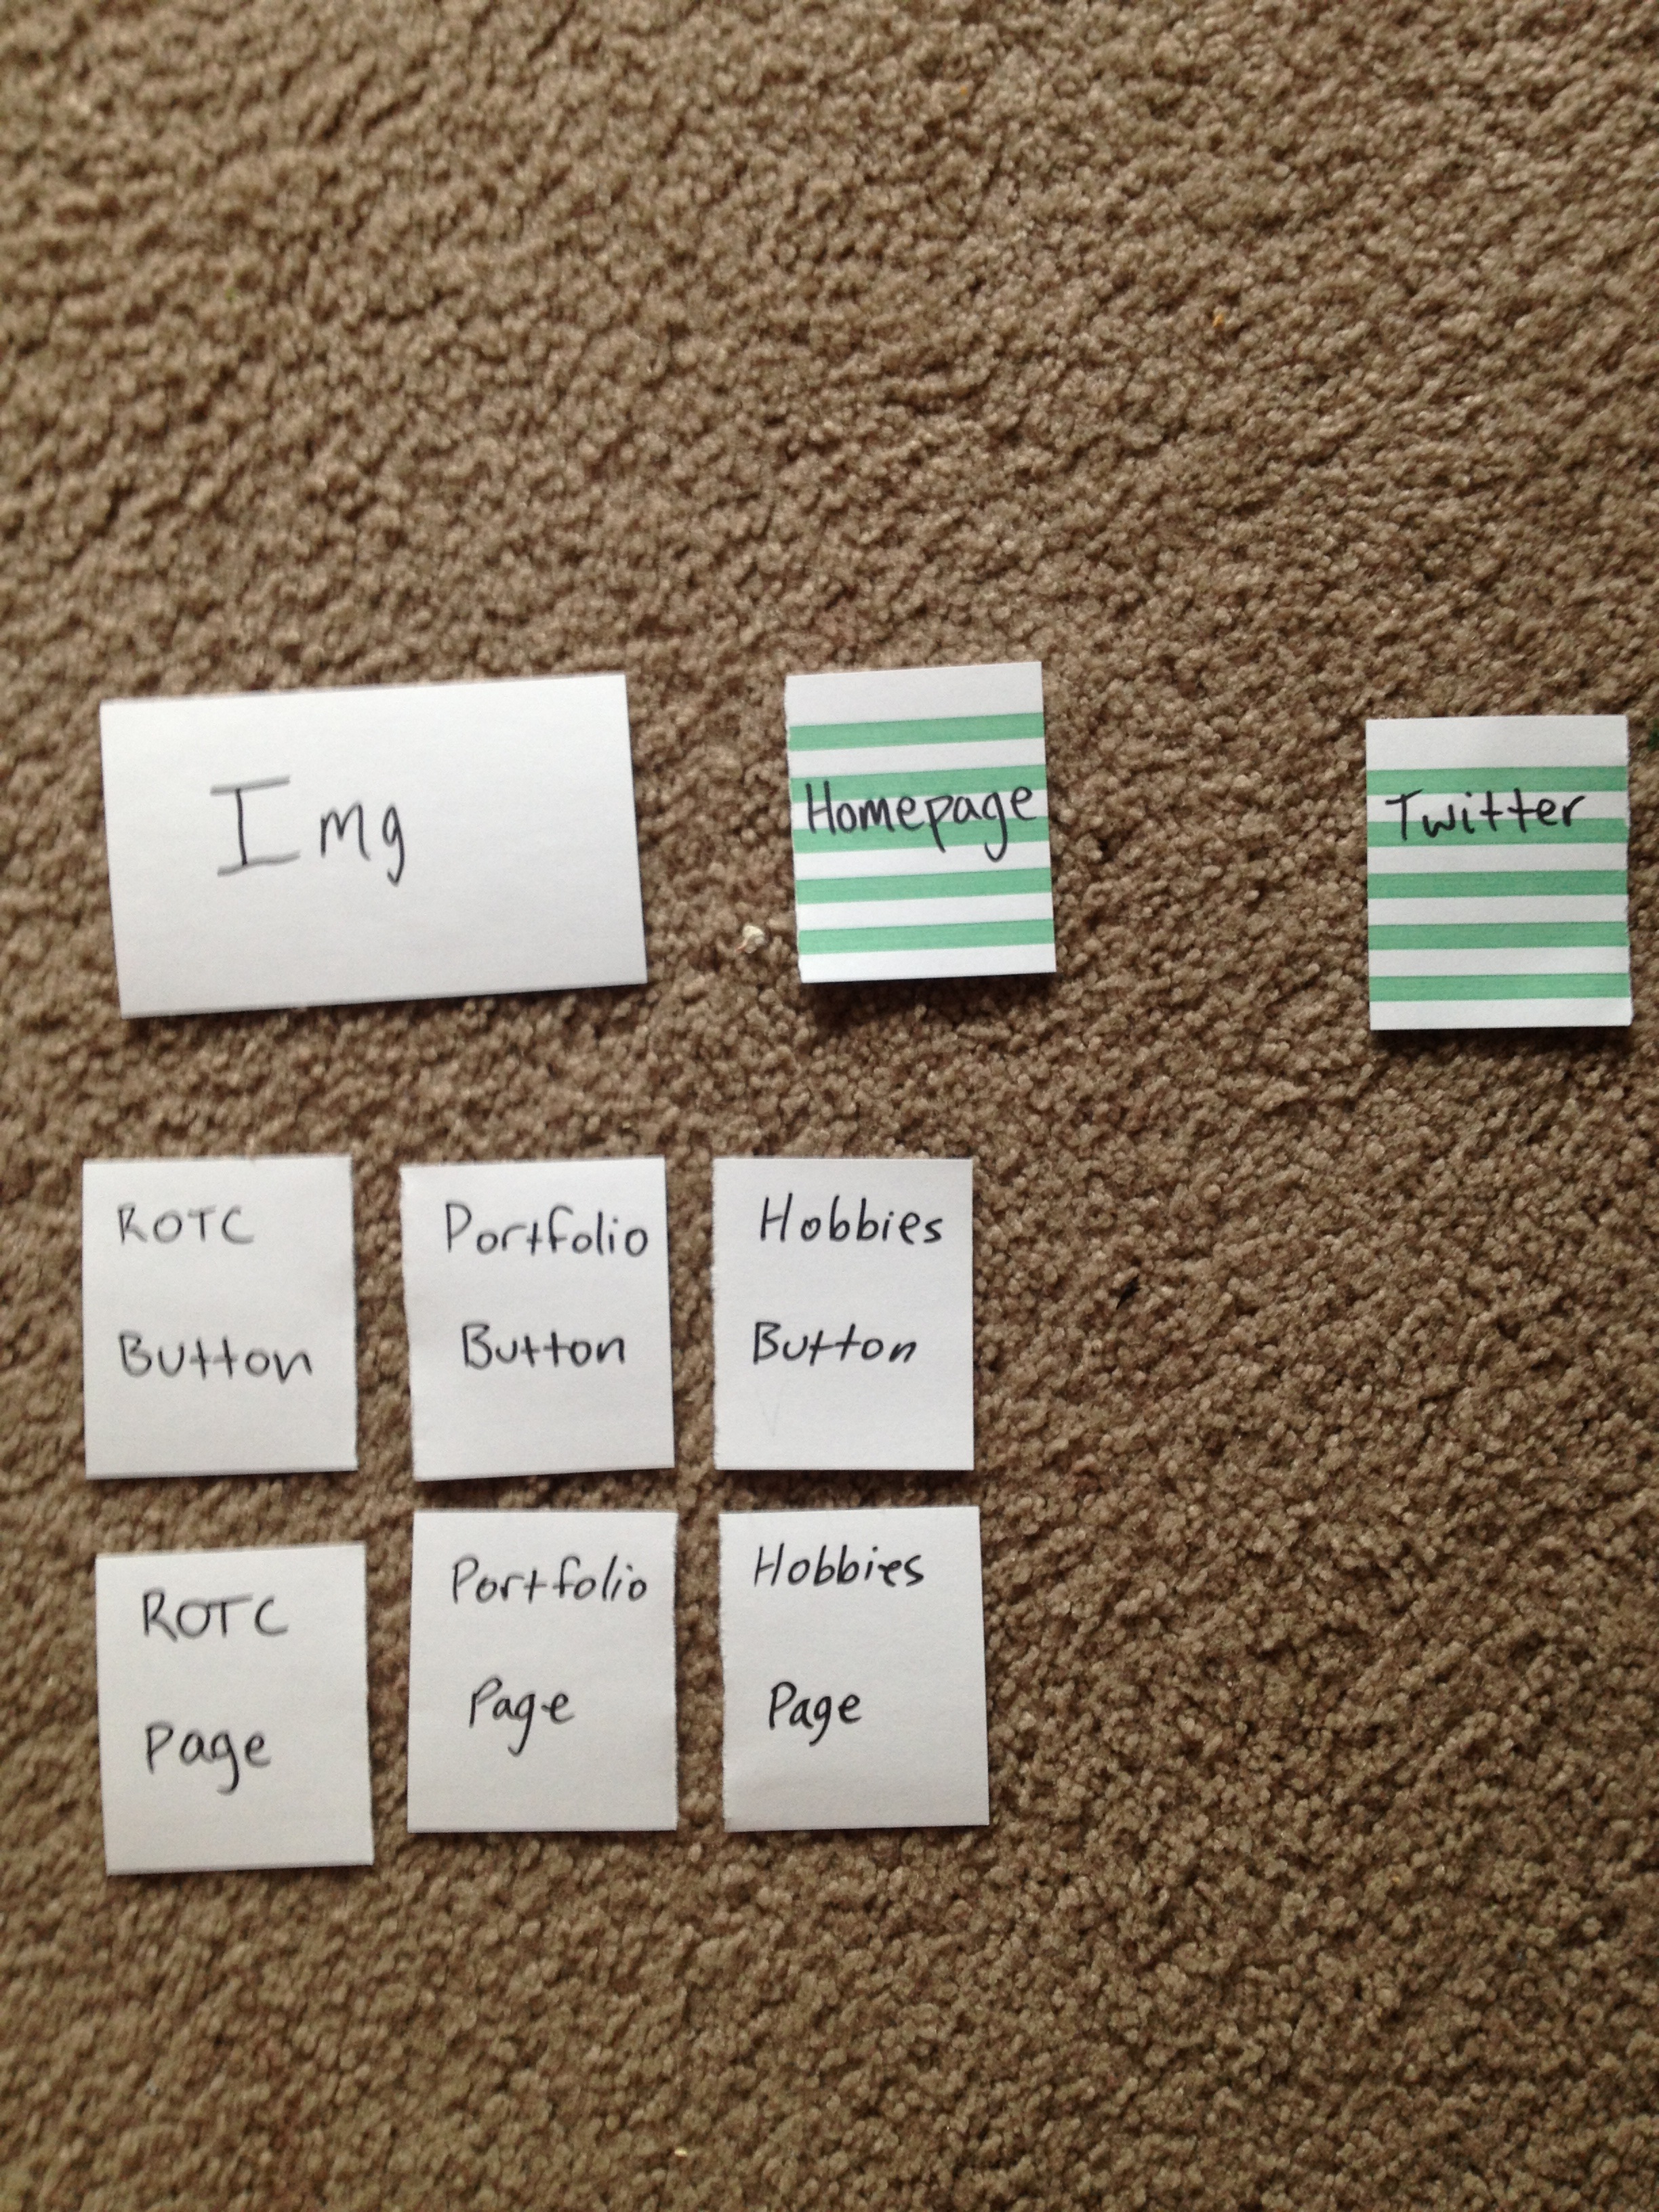 Img
Homepage
Twitter
ROTC
Button
Portfolio
Button
Hobbies
Button
ROTC
Page
Portfolio
Page
Hobbies
Page